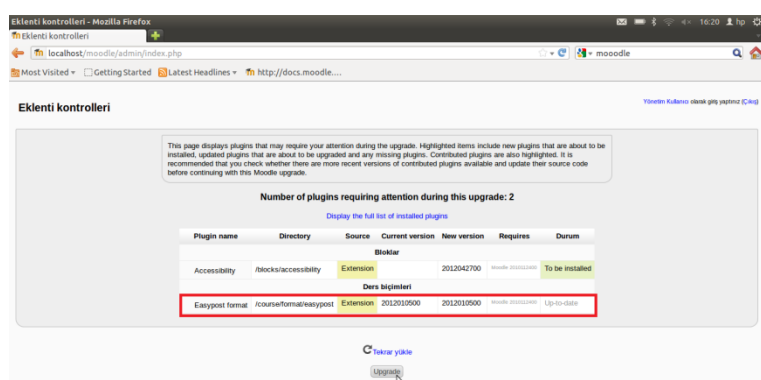 Eklenti kontrolleri - Mozilla Firefox
16:20 hp
Eklenti kontrolleri
localhost/moodle/admin/index.php
mooodle
Most Visited Getting Started Latest Headlines http://docs.moodle....
Eklenti kontrolleri
Yönetim Kullanıcı olarak giriş yaptınız (Çıkış)
This page displays plugins that may require your attention during the upgrade. Highlighted items include new plugins that are about to be
installed, updated plugins that are about to be upgraded and any missing plugins. Contributed plugins are also highlighted. It is
recommended that you check whether there are more recent versions of contributed plugins available and update their source code
before continuing with this Moodle upgrade.
Number of plugins requiring attention during this upgrade: 2
Display the full list of installed plugins
Plugin name Directory Source Current version New version Requires Durum
Bloklar
Accessibility /blocks/accessibility Extension 2012042700 Moodle 2010112400 To be installed
Ders biçimleri
Easypost format /course/format/easypost Extension 2012010500 2012010500 Moodle 2010112400 Up-to-date
Tekrar yükle
Upgrade